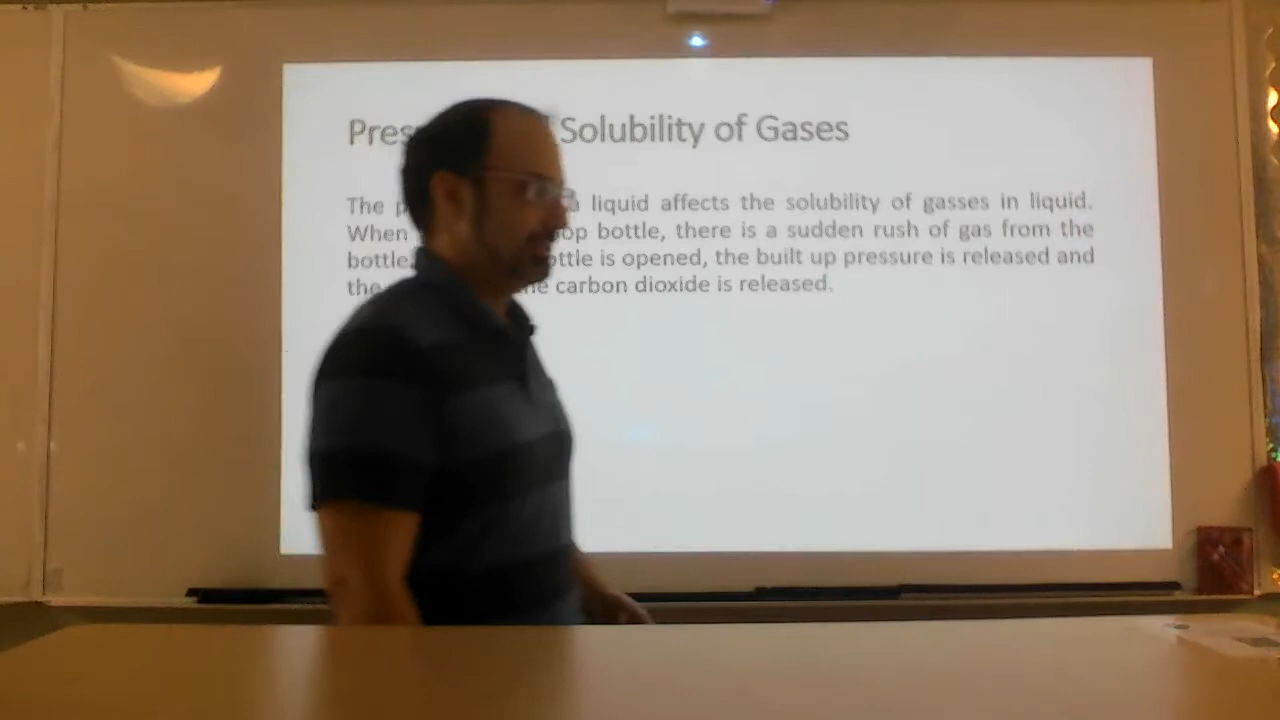 Pres Solubility of Gases
The p liquid affects the solubility of gasses in liquid.
When op bottle, there is a sudden rush of gas from the
bottle. ottle is opened, the built up pressure is released and
the carbon dioxide is released.